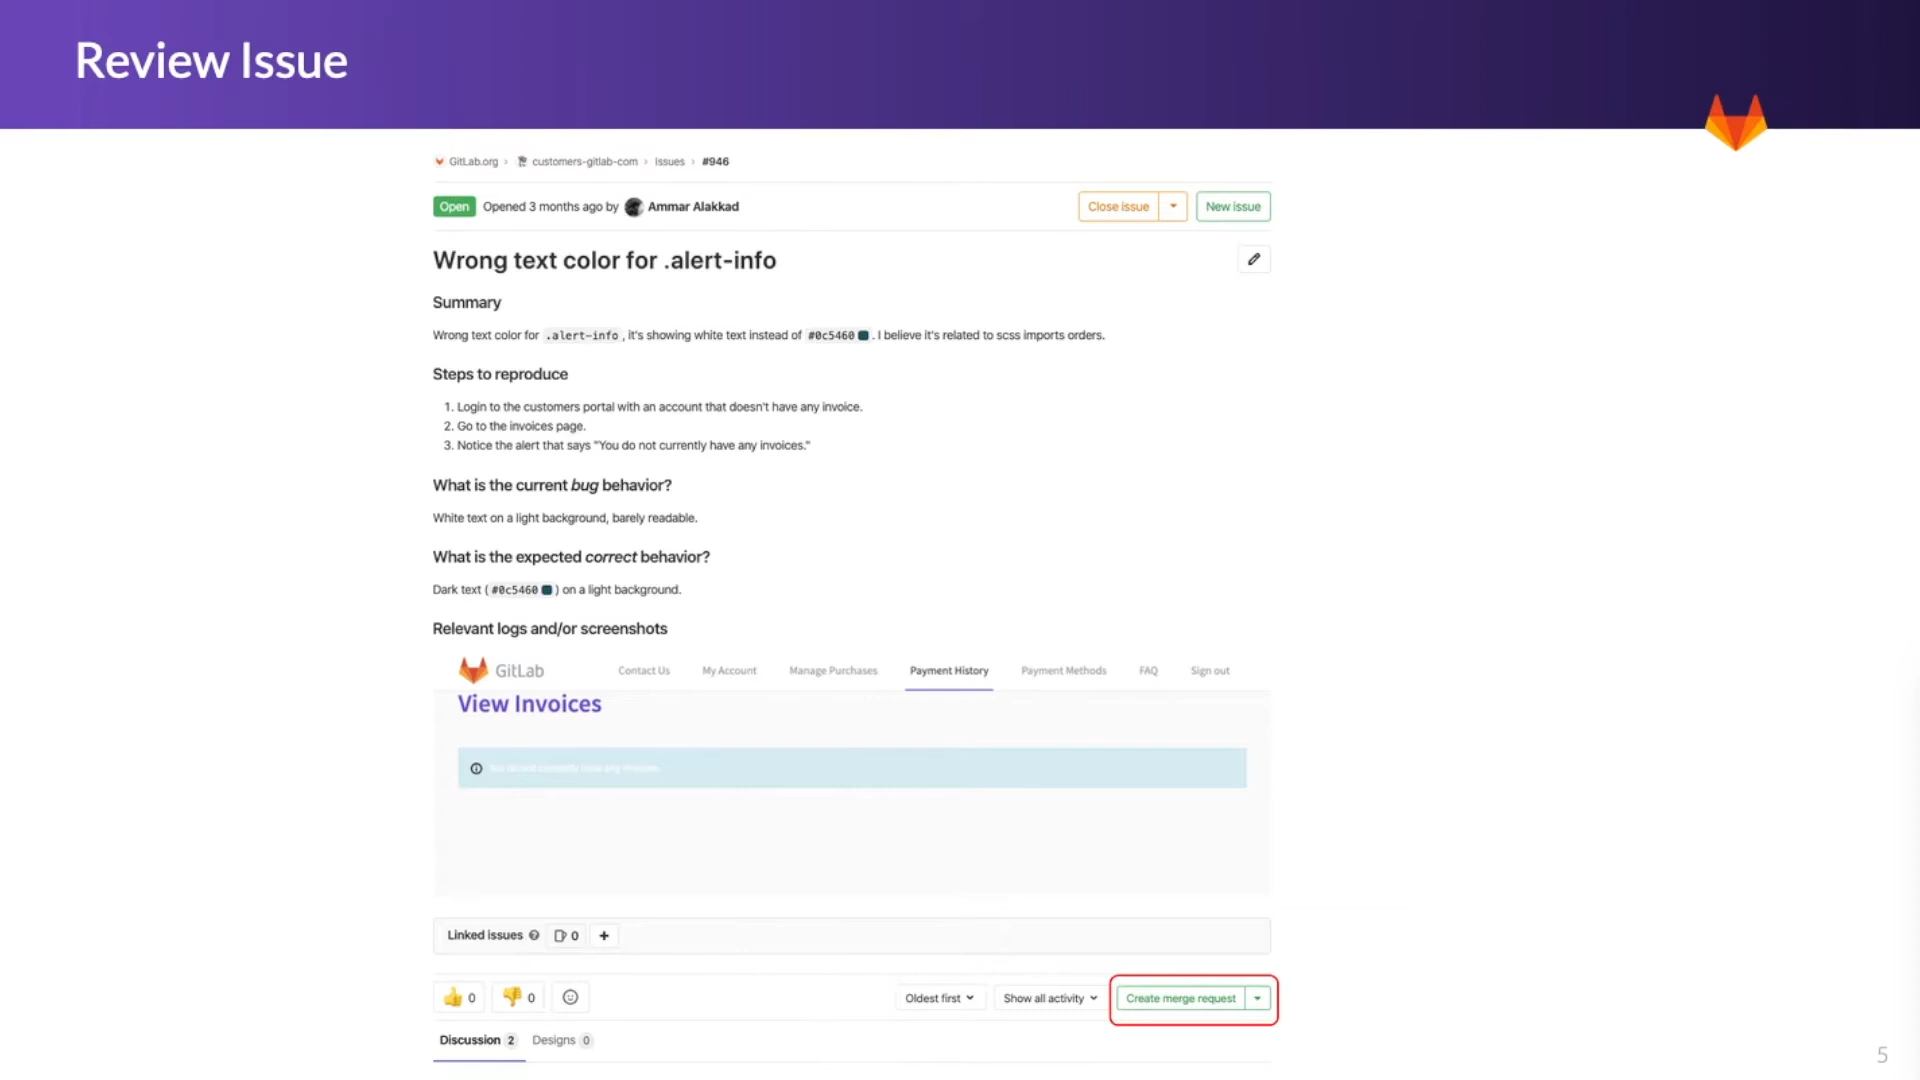 Review Issue
GitLab.org › customers-gitlab-com › Issues › #946
Open Opened 3 months ago by Ammar Alakkad Close issue New issue
Wrong text color for .alert-info
Summary
Wrong text color for .alert-info , it's showing white text instead of #0c5460 . I believe it's related to scss imports orders.
Steps to reproduce
1. Login to the customers portal with an account that doesn't have any invoice.
2. Go to the invoices page.
3. Notice the alert that says "You do not currently have any invoices."
What is the current bug behavior?
White text on a light background, barely readable.
What is the expected correct behavior?
Dark text ( #0c5460 ) on a light background.
Relevant logs and/or screenshots
GitLab Contact Us My Account Manage Purchases Payment History Payment Methods FAQ Sign out
View Invoices
Linked issues 0 +
0 0 Oldest first Show all activity Create merge request
Discussion 2 Designs 0
5